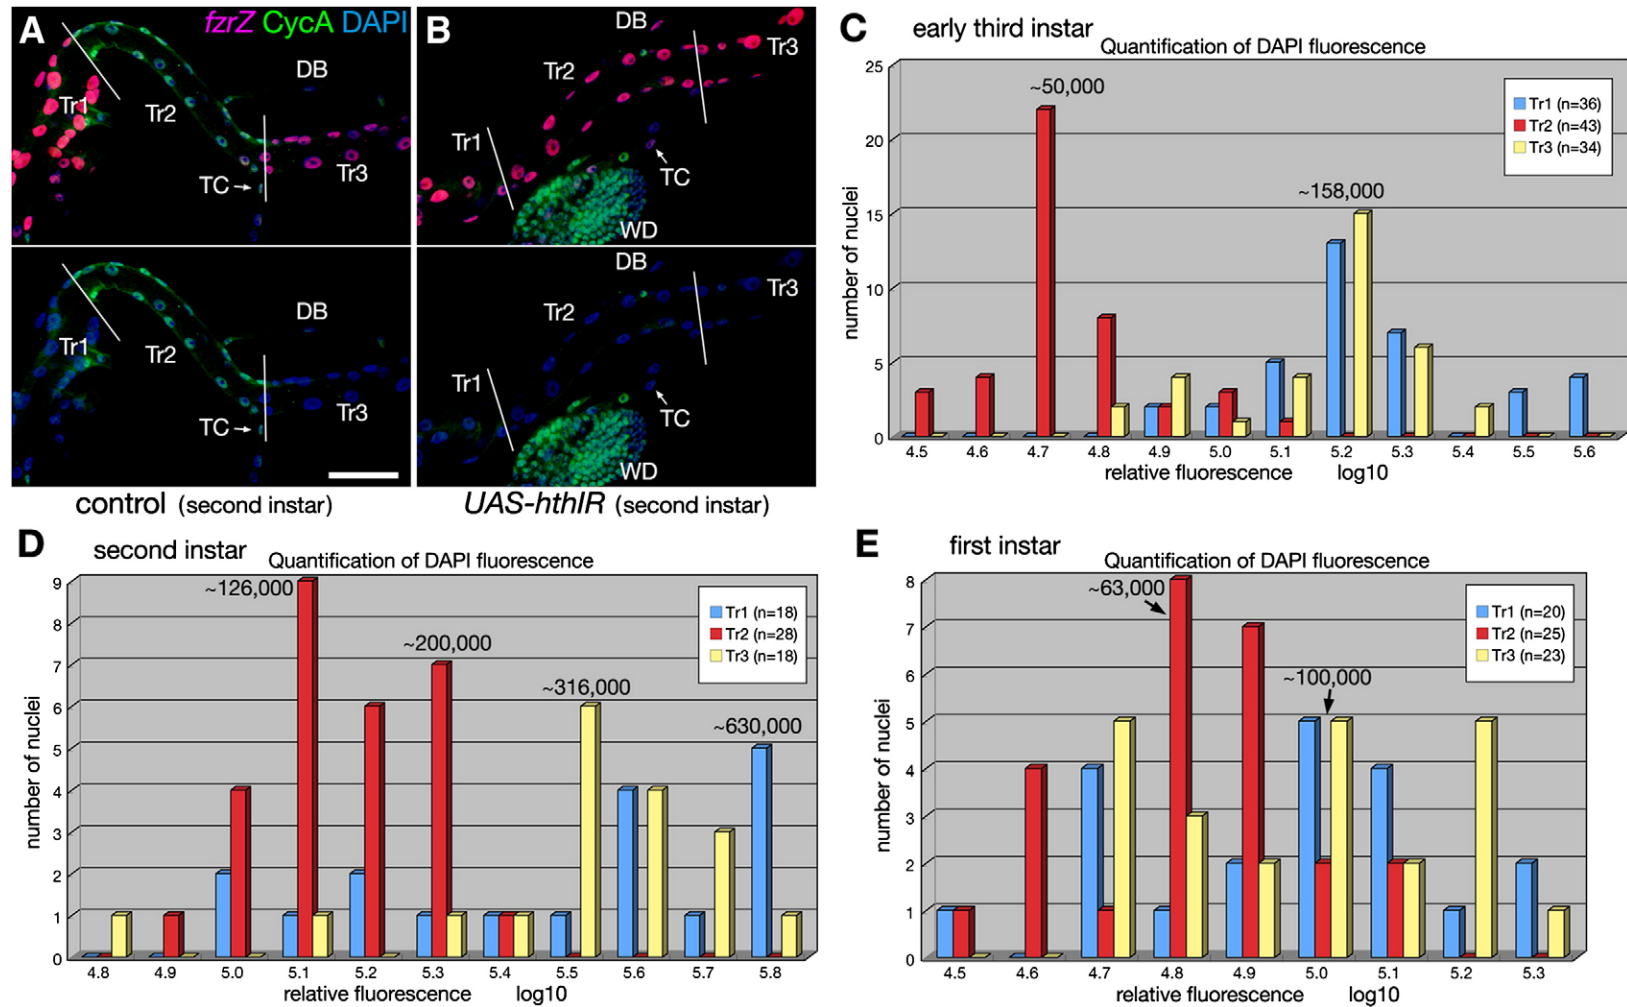 A
fzrZ CycA DAPI
DB
Tr1
Tr2
TC
Tr3
DB
Tr1
Tr2
TC
Tr3
control (second instar)
B
DB
Tr3
Tr2
Tr1
TC
WD
DB
Tr3
Tr2
Tr1
TC
WD
UAS-hthIR (second instar)
C
early third instar
Quantification of DAPI fluorescence
25
20
15
10
5
0
number of nuclei
~50,000
~158,000
Tr1 (n=36)
Tr2 (n=43)
Tr3 (n=34)
4.5 4.6 4.7 4.8 4.9 5.0 5.1 5.2 5.3 5.4 5.5 5.6
relative fluorescence log10
D
second instar
Quantification of DAPI fluorescence
9
8
7
6
5
4
3
2
1
0
number of nuclei
~126,000
~200,000
~316,000
~630,000
Tr1 (n=18)
Tr2 (n=28)
Tr3 (n=18)
4.8 4.9 5.0 5.1 5.2 5.3 5.4 5.5 5.6 5.7 5.8
relative fluorescence log10
E
first instar
Quantification of DAPI fluorescence
8
7
6
5
4
3
2
1
0
number of nuclei
~63,000
~100,000
Tr1 (n=20)
Tr2 (n=25)
Tr3 (n=23)
4.5 4.6 4.7 4.8 4.9 5.0 5.1 5.2 5.3
relative fluorescence log10